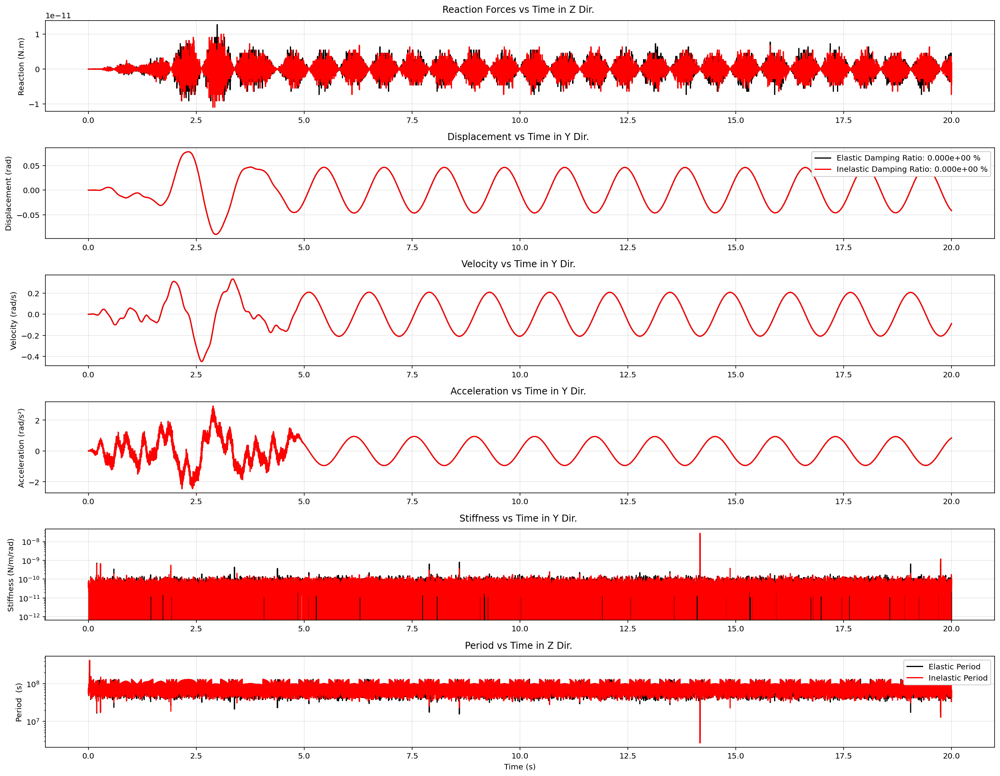 Reaction Forces vs Time in Z Dir.
1e−11
Reaction (N.m)
1
0
−1
0.0 2.5 5.0 7.5 10.0 12.5 15.0 17.5 20.0
Displacement vs Time in Y Dir.
Displacement (rad)
0.05
0.00
−0.05
Elastic Damping Ratio: 0.000e+00 %
Inelastic Damping Ratio: 0.000e+00 %
0.0 2.5 5.0 7.5 10.0 12.5 15.0 17.5 20.0
Velocity vs Time in Y Dir.
Velocity (rad/s)
0.2
0.0
−0.2
−0.4
0.0 2.5 5.0 7.5 10.0 12.5 15.0 17.5 20.0
Acceleration vs Time in Y Dir.
Acceleration (rad/s²)
2
0
−2
0.0 2.5 5.0 7.5 10.0 12.5 15.0 17.5 20.0
Stiffness vs Time in Y Dir.
Stiffness (N/m/rad)
10⁻⁸
10⁻⁹
10⁻¹⁰
10⁻¹¹
10⁻¹²
0.0 2.5 5.0 7.5 10.0 12.5 15.0 17.5 20.0
Period vs Time in Z Dir.
Period  (s)
10⁸
10⁷
Elastic Period
Inelastic Period
0.0 2.5 5.0 7.5 10.0 12.5 15.0 17.5 20.0
Time (s)